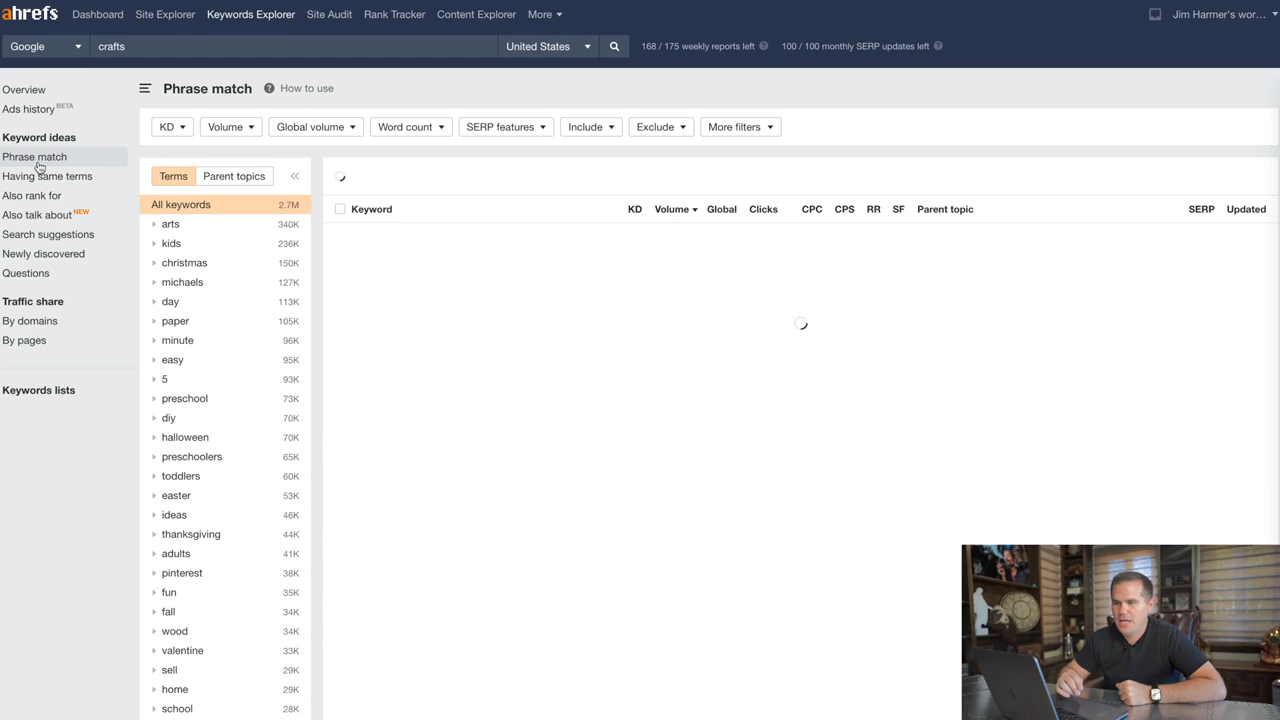 ahrefs Dashboard Site Explorer Keywords Explorer Site Audit Rank Tracker Content Explorer More Jim Harmer's wor...
Google crafts United States 168 / 175 weekly reports left ? 100 / 100 monthly SERP updates left ?
Overview
Ads history BETA
Keyword ideas
Phrase match
Having same terms
Also rank for
Also talk about NEW
Search suggestions
Newly discovered
Questions
Traffic share
By domains
By pages
Keywords lists
Phrase match ? How to use
KD Volume Global volume Word count SERP features Include Exclude More filters
Terms Parent topics
All keywords 2.7M
arts 340K
kids 236K
christmas 150K
michaels 127K
day 113K
paper 105K
minute 96K
easy 95K
5 93K
preschool 73K
diy 70K
halloween 70K
preschoolers 65K
toddlers 60K
easter 53K
ideas 46K
thanksgiving 44K
adults 41K
pinterest 38K
fun 35K
fall 34K
wood 34K
valentine 33K
sell 29K
home 29K
school 28K
Keyword KD Volume Global Clicks CPC CPS RR SF Parent topic SERP Updated